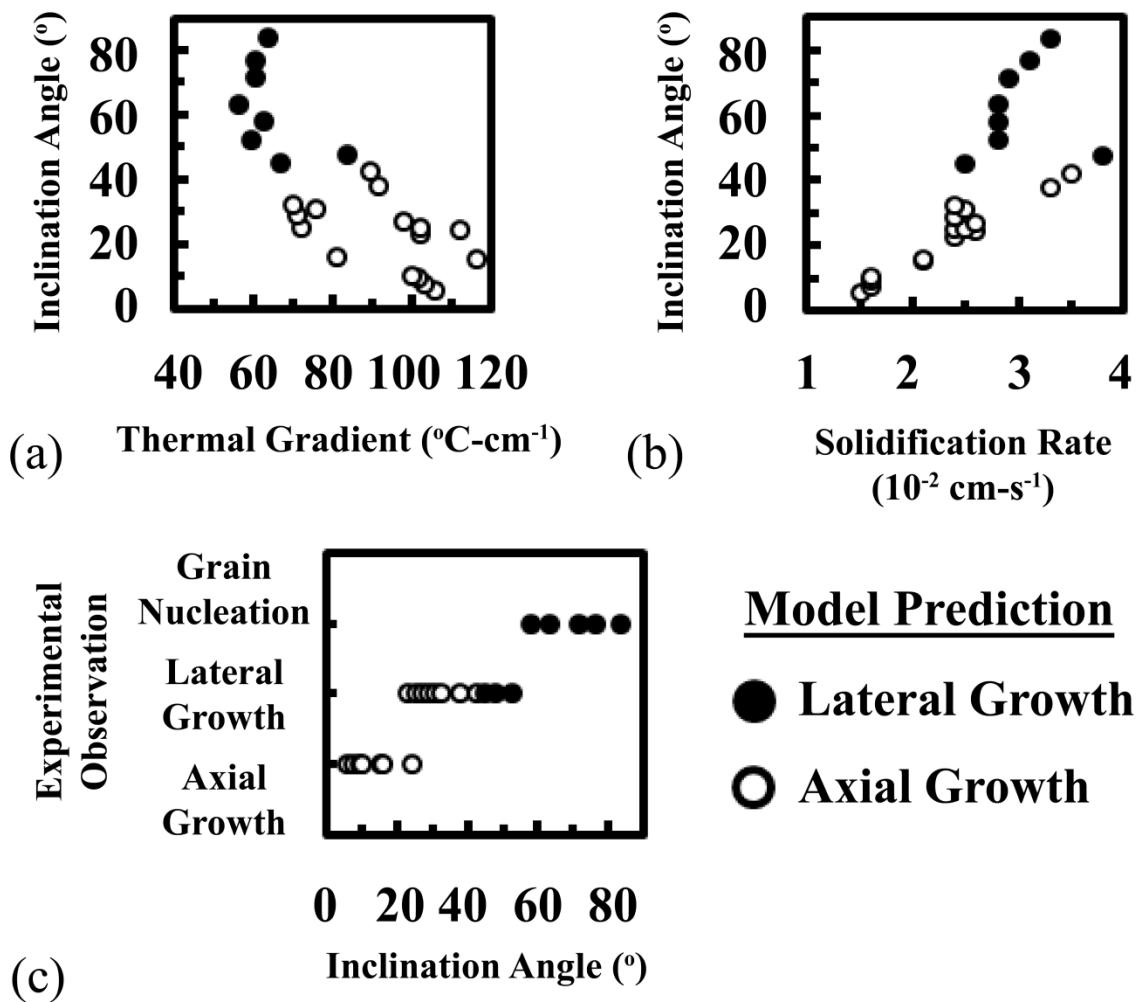 Inclination Angle (º)
80
60
40
20
0
40 60 80 100 120
Thermal Gradient (ºC-cm-1)
(a)
Inclination Angle (º)
80
60
40
20
0
1 2 3 4
Solidification Rate
(10-2 cm-s-1)
(b)
Experimental
Observation
Grain
Nucleation
Lateral
Growth
Axial
Growth
0 20 40 60 80
Inclination Angle (º)
(c)
Model Prediction
Lateral Growth
Axial Growth